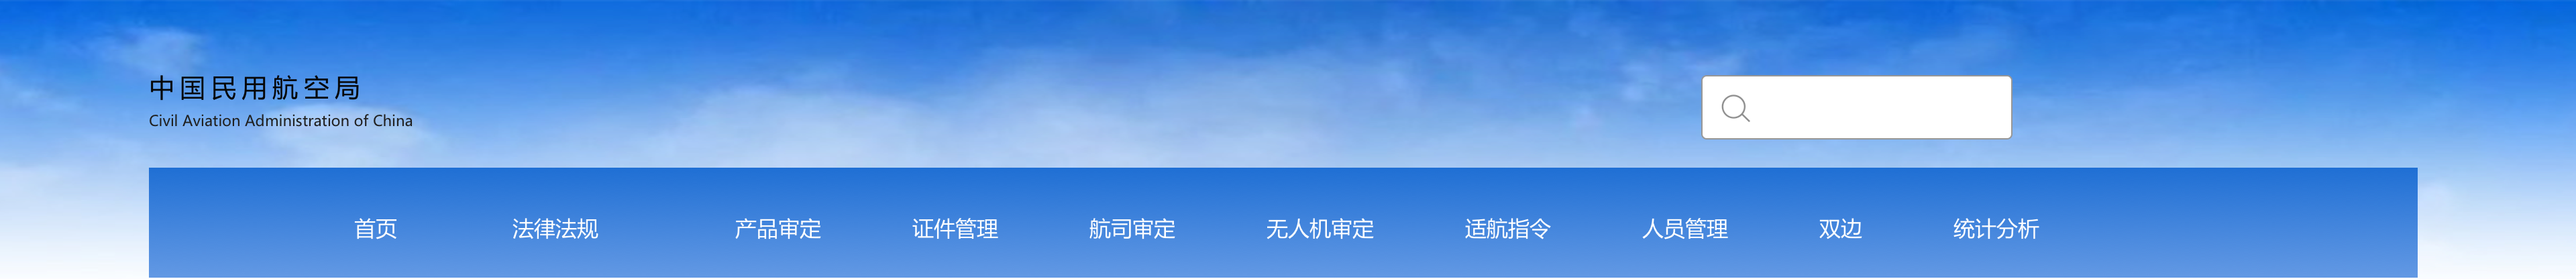 中国民用航空局
Civil Aviation Administration of China
首页 法律法规 产品审定 证件管理 航司审定 无人机审定 适航指令 人员管理 双边 统计分析